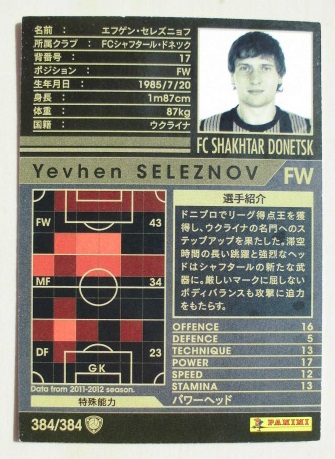 名前 : エフゲン・セレズニョフ
所属クラブ : FCシャフタール・ドネツク
背番号 : 17
ポジション : FW
生年月日 : 1985/7/20
身長 : 1m87cm
体重 : 87kg
国籍 : ウクライナ
FC SHAKHTAR DONETSK
Yevhen SELEZNOV FW
FW 43
MF 34
DF 23
GK
Data from 2011-2012 season.
選手紹介
ドニプロでリーグ得点王を獲
得し、ウクライナの名門へのス
テップアップを果たした。滞空
時間の長い跳躍と強烈なヘッ
ドはシャフタールの新たな武
器に。厳しいマークに屈しない
ボディバランスも攻撃に迫力
をもたらす。
OFFENCE 16
DEFENCE 5
TECHNIQUE 13
POWER 17
SPEED 12
STAMINA 13
特殊能力 パワーヘッド
384/384
PANINI